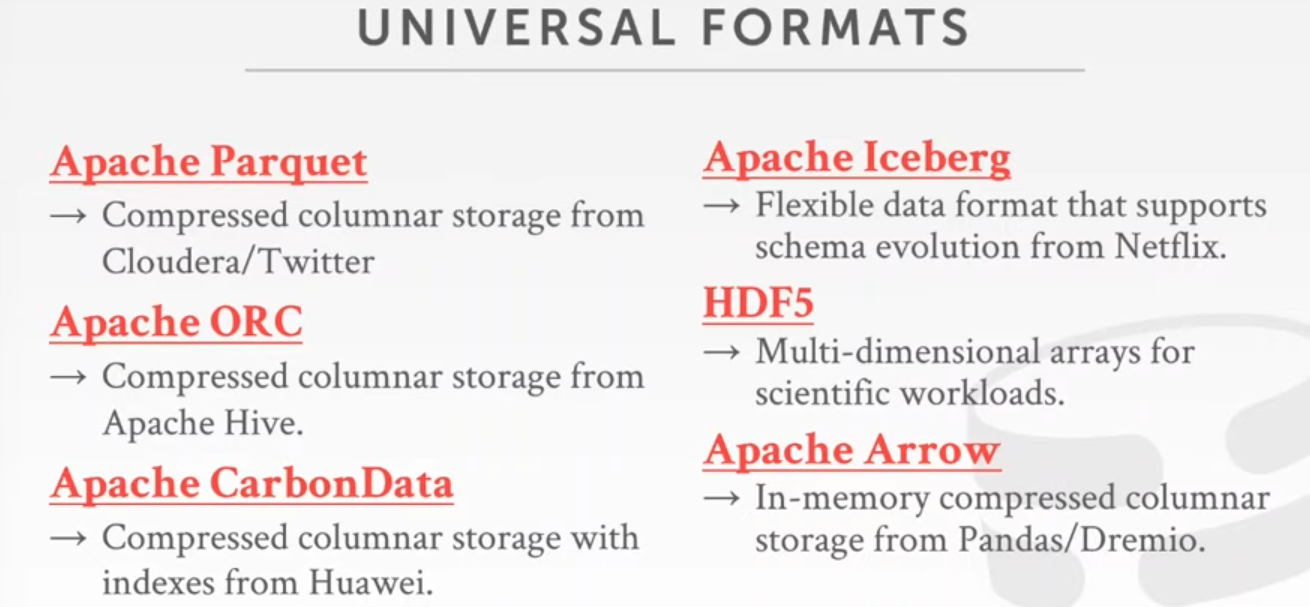 UNIVERSAL FORMATS
Apache Parquet
→ Compressed columnar storage from
Cloudera/Twitter
Apache ORC
→ Compressed columnar storage from
Apache Hive.
Apache CarbonData
→ Compressed columnar storage with
indexes from Huawei.
Apache Iceberg
→ Flexible data format that supports
schema evolution from Netflix.
HDF5
→ Multi-dimensional arrays for
scientific workloads.
Apache Arrow
→ In-memory compressed columnar
storage from Pandas/Dremio.